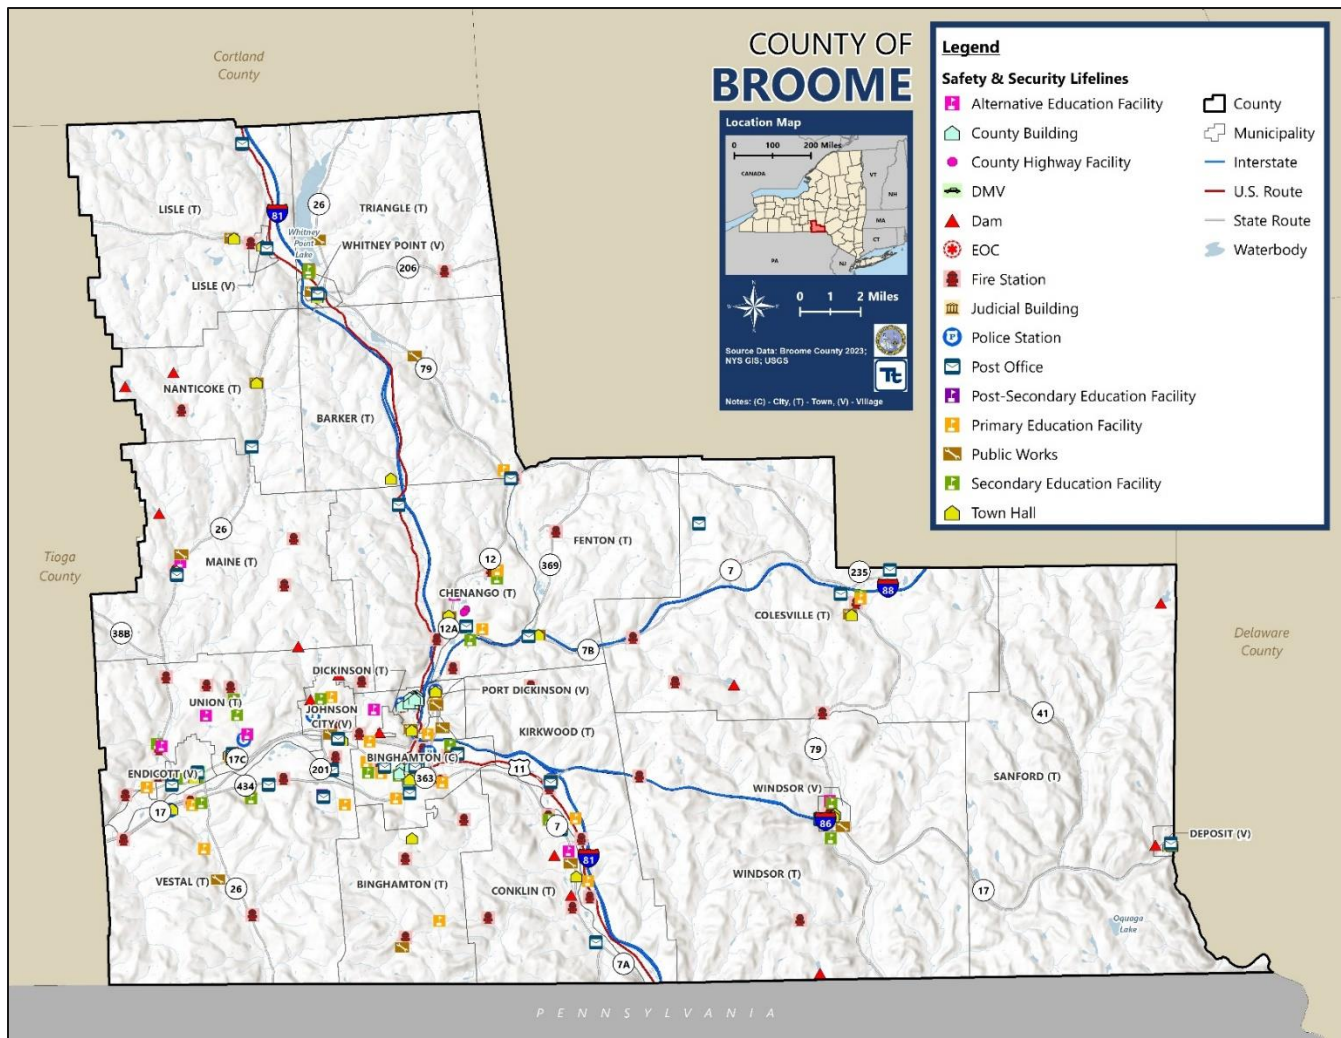 Cortland
County
COUNTY OF
BROOME
Location Map
0 100 200 Miles
CANADA
VT
NH
MA
CT
PA
NJ
0 1 2 Miles
Source Data: Broome County 2023;
NYS GIS; USGS
Tt
Notes: (C) - City, (T) - Town, (V) - Village
Legend
Safety & Security Lifelines
Alternative Education Facility
County Building
County Highway Facility
DMV
Dam
EOC
Fire Station
Judicial Building
Police Station
Post Office
Post-Secondary Education Facility
Primary Education Facility
Public Works
Secondary Education Facility
Town Hall
County
Municipality
Interstate
U.S. Route
State Route
Waterbody
LISLE (T)
81
26
TRIANGLE (T)
Whitney
Point
Lake
WHITNEY POINT (V)
206
LISLE (V)
79
NANTICOKE (T)
BARKER (T)
26
MAINE (T)
Tioga
County
12
369
FENTON (T)
7
235
88
CHENANGO (T)
COLESVILLE (T)
38B
12A
7B
Delaware
County
DICKINSON (T)
UNION (T)
JOHNSON
CITY (V)
PORT DICKINSON (V)
KIRKWOOD (T)
41
79
17C
BINGHAMTON (C)
11
ENDICOTT (V)
201
363
434
SANFORD (T)
WINDSOR (V)
17
7
86
DEPOSIT (V)
81
VESTAL (T)
26
BINGHAMTON (T)
CONKLIN (T)
WINDSOR (T)
17
Oquaga
Lake
7A
PENNSYLVANIA